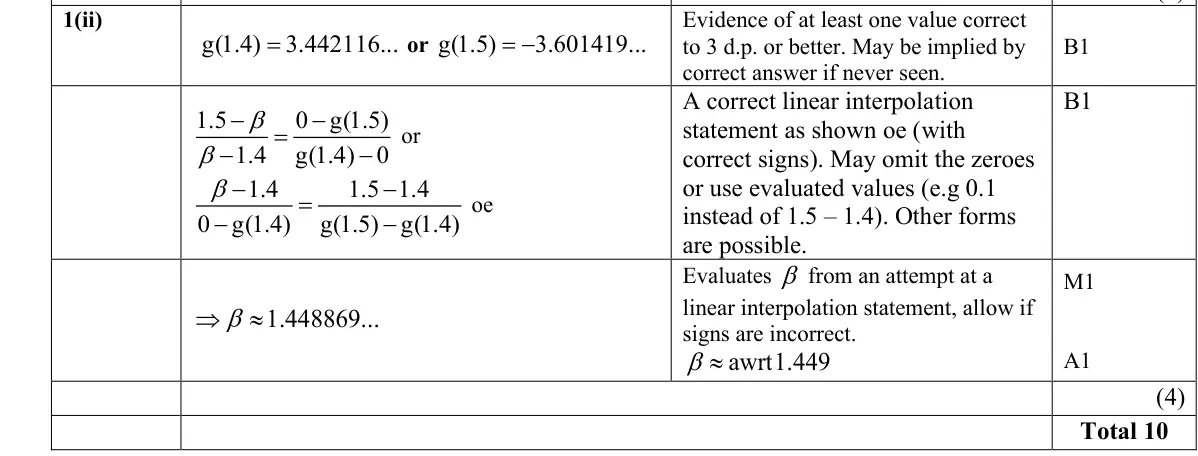 1(ii)
g(1.4) = 3.442116... or g(1.5) = −3.601419...
Evidence of at least one value correct
to 3 d.p. or better. May be implied by
correct answer if never seen.
B1
(1.5 − β)/(β − 1.4) = (0 − g(1.5))/(g(1.4) − 0) or
(β − 1.4)/(0 − g(1.4)) = (1.5 − 1.4)/(g(1.5) − g(1.4)) oe
A correct linear interpolation
statement as shown oe (with
correct signs). May omit the zeroes
or use evaluated values (e.g 0.1
instead of 1.5 – 1.4). Other forms
are possible.
B1
⇒ β ≈ 1.448869...
Evaluates β from an attempt at a
linear interpolation statement, allow if
signs are incorrect.
β ≈ awrt 1.449
M1
A1
(4)
Total 10